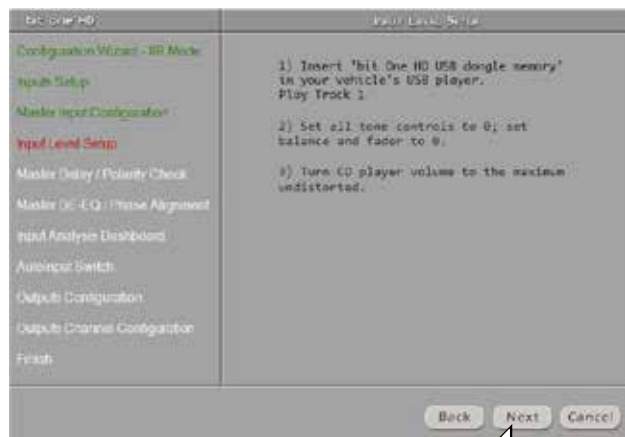 bit one HD
Input Level Setup
Configuration Wizard - IIR Mode
Inputs Setup
Master Input Configuration
Input Level Setup
Master Delay / Polarity Check
Master DE-EQ / Phase Alignment
Input Analysis Dashboard
Autoinput Switch
Outputs Configuration
Outputs Channel Configuration
Finish
1) Insert 'bit One HD USB dongle memory'
in your vehicle's USB player.
Play Track 1
2) Set all tone controls to 0; set
balance and fader to 0.
3) Turn CD player volume to the maximum
undistorted.
Back
Next
Cancel